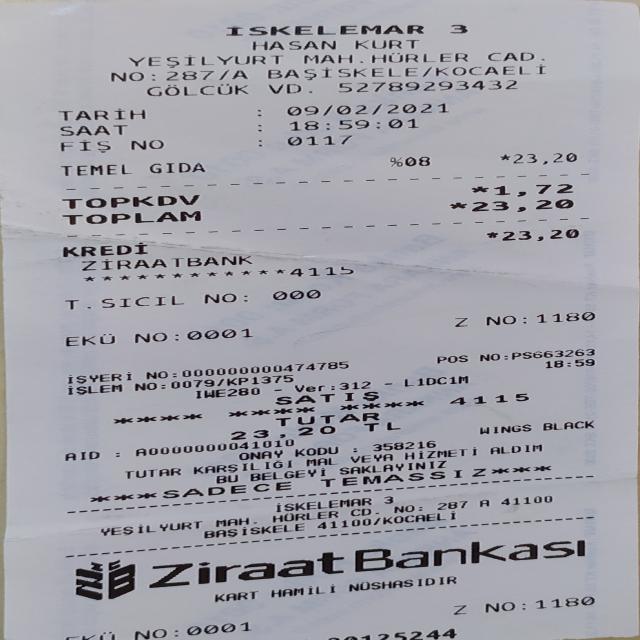 İSKELEMAR 3
HASAN KURT
YEŞİLYURT MAH.HÜRLER CAD.
NO:287/A BAŞİSKELE/KOCAELİ
GÖLCÜK VD. 52789293432
TARİH : 09/02/2021
SAAT : 18:59:01
FİŞ NO : 0117
TEMEL GIDA %08 *23,20
TOPKDV *1,72
TOPLAM *23,20
KREDİ *23,20
ZİRAATBANK
************4115
T.SICIL NO: 000
EKÜ NO:0001 Z NO:1180
İŞYERİ NO:000000000474785 POS NO:PS663263
İŞLEM NO:0079/KP1375 18:59
IWE280 - Ver:312 - L1DC1M
SATIŞ
**** **** **** 4115
TUTAR
23,20 TL
AID : A0000000041010 WINGS BLACK
ONAY KODU : 358216
TUTAR KARŞILIĞI MAL VEYA HİZMETİ ALDIM
BU BELGEYİ SAKLAYINIZ
***SADECE TEMASSIZ***
İSKELEMAR 3
YEŞİLYURT MAH. HÜRLER CD. NO: 287 A 41100
BAŞİSKELE 41100/KOCAELİ
Ziraat Bankası
KART HAMİLİ NÜSHASIDIR
EKÜ NO:0001 Z NO:1180